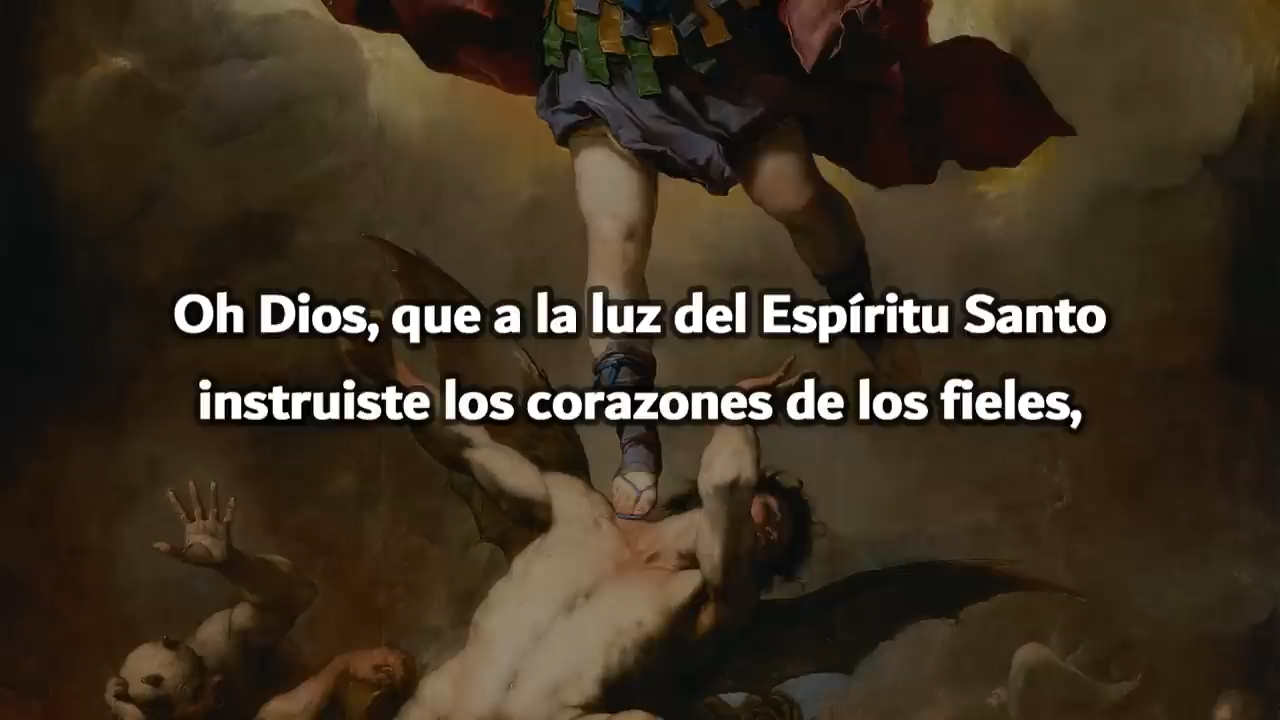 Oh Dios, que a la luz del Espíritu Santo
instruiste los corazones de los fieles,